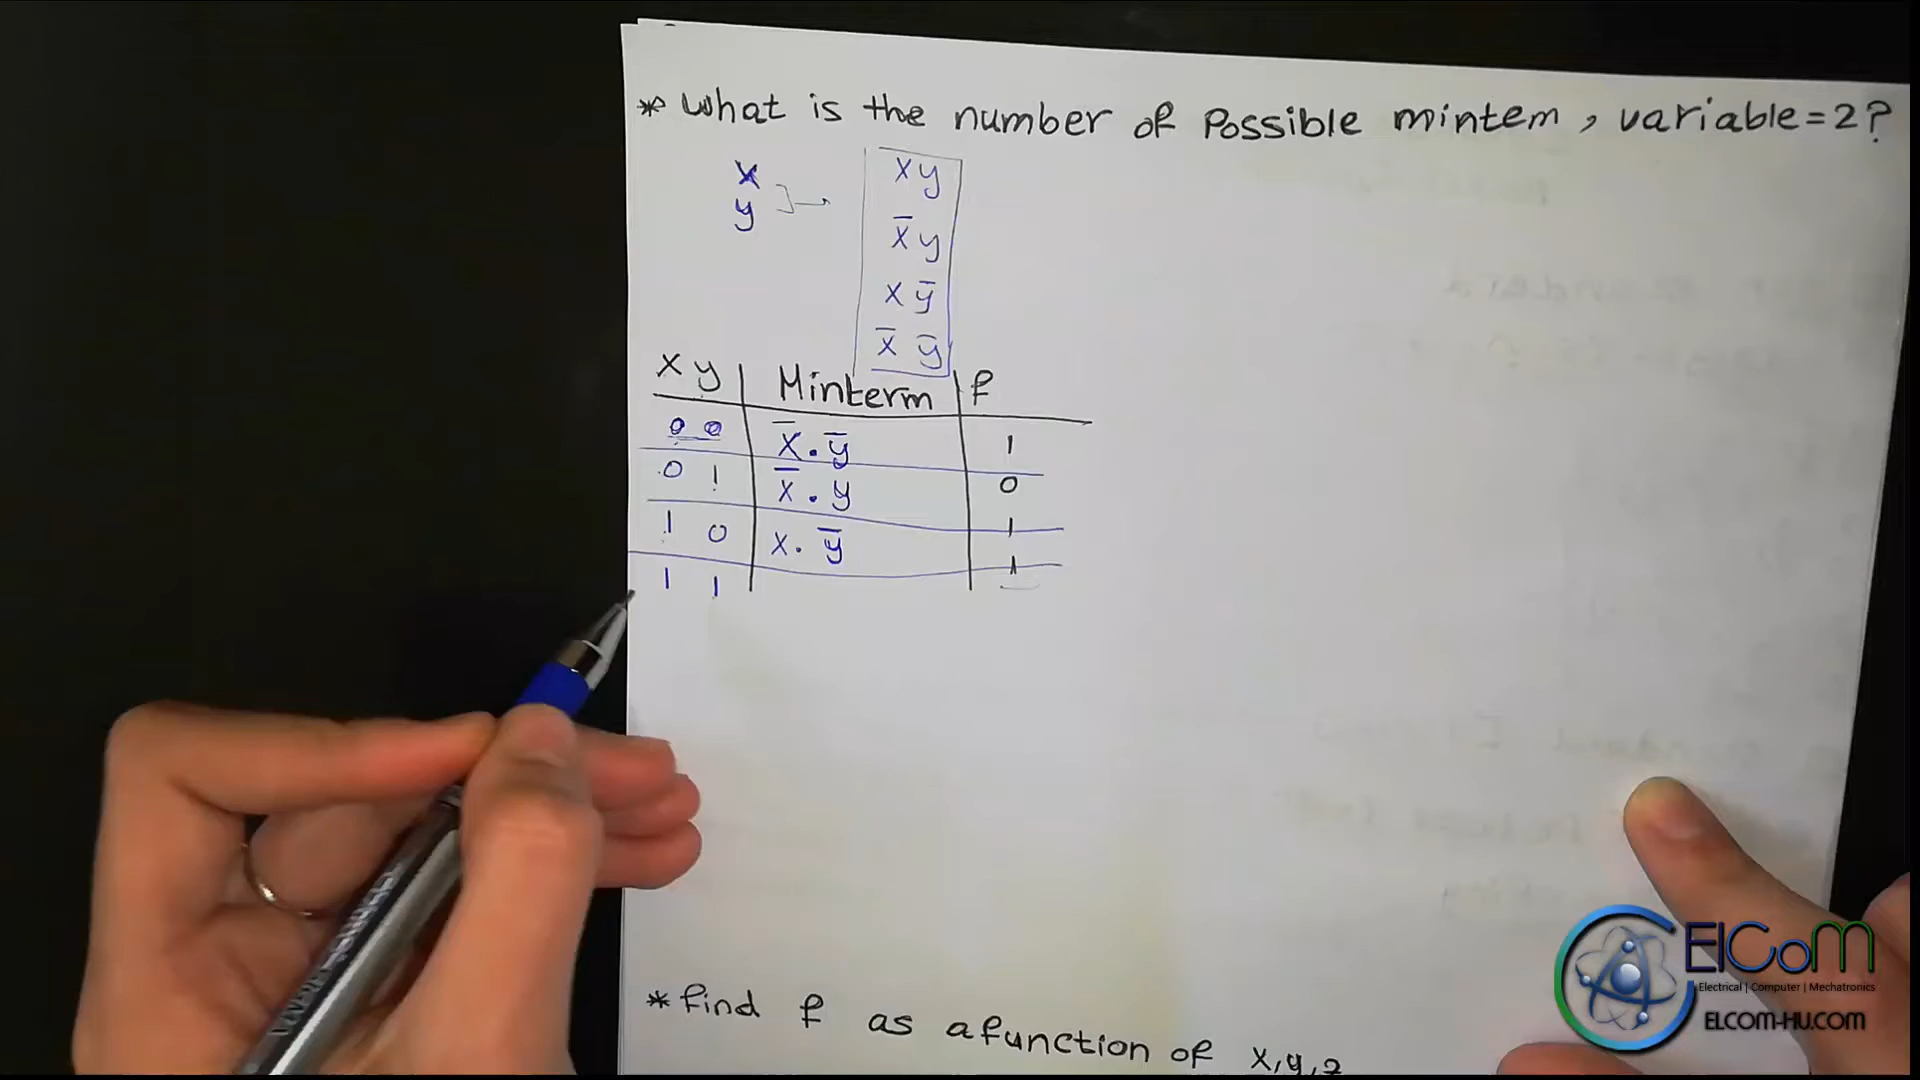 * What is the number of Possible mintem, variable=2?
x
y
x y
x̅ y
x y̅
x̅ y̅
x y Minterm f
0 0 x̅.y̅ 1
0 1 x̅.y 0
1 0 x.y̅ 1
1 1 1
* find f as a function of x,y,z
ElCoM
Electrical | Computer | Mechatronics
ELCOM-HU.COM